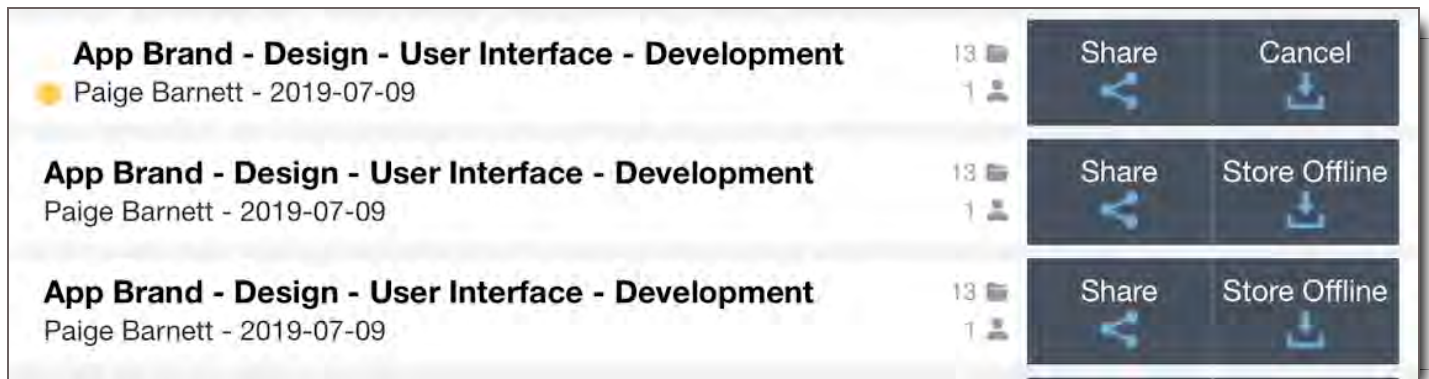 App Brand - Design - User Interface - Development
Paige Barnett - 2019-07-09
13
1
Share
Cancel
App Brand - Design - User Interface - Development
Paige Barnett - 2019-07-09
13
1
Share
Store Offline
App Brand - Design - User Interface - Development
Paige Barnett - 2019-07-09
13
1
Share
Store Offline